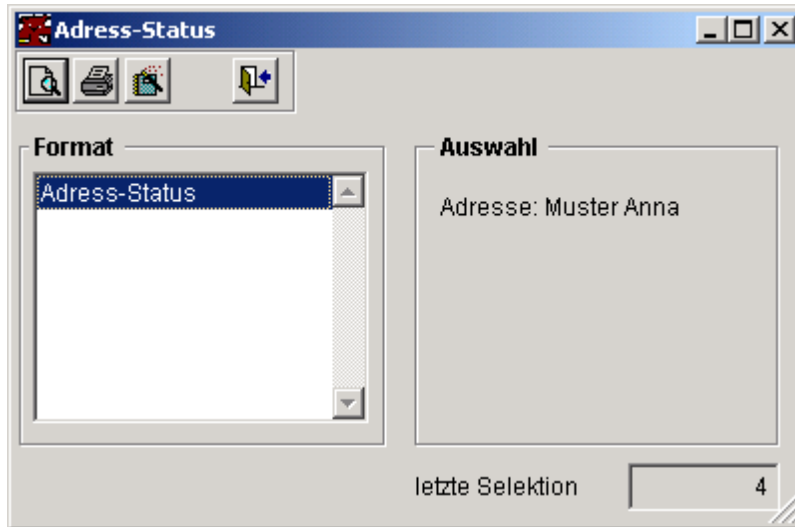 Adress-Status
Format
Adress-Status
Auswahl
Adresse: Muster Anna
letzte Selektion 4